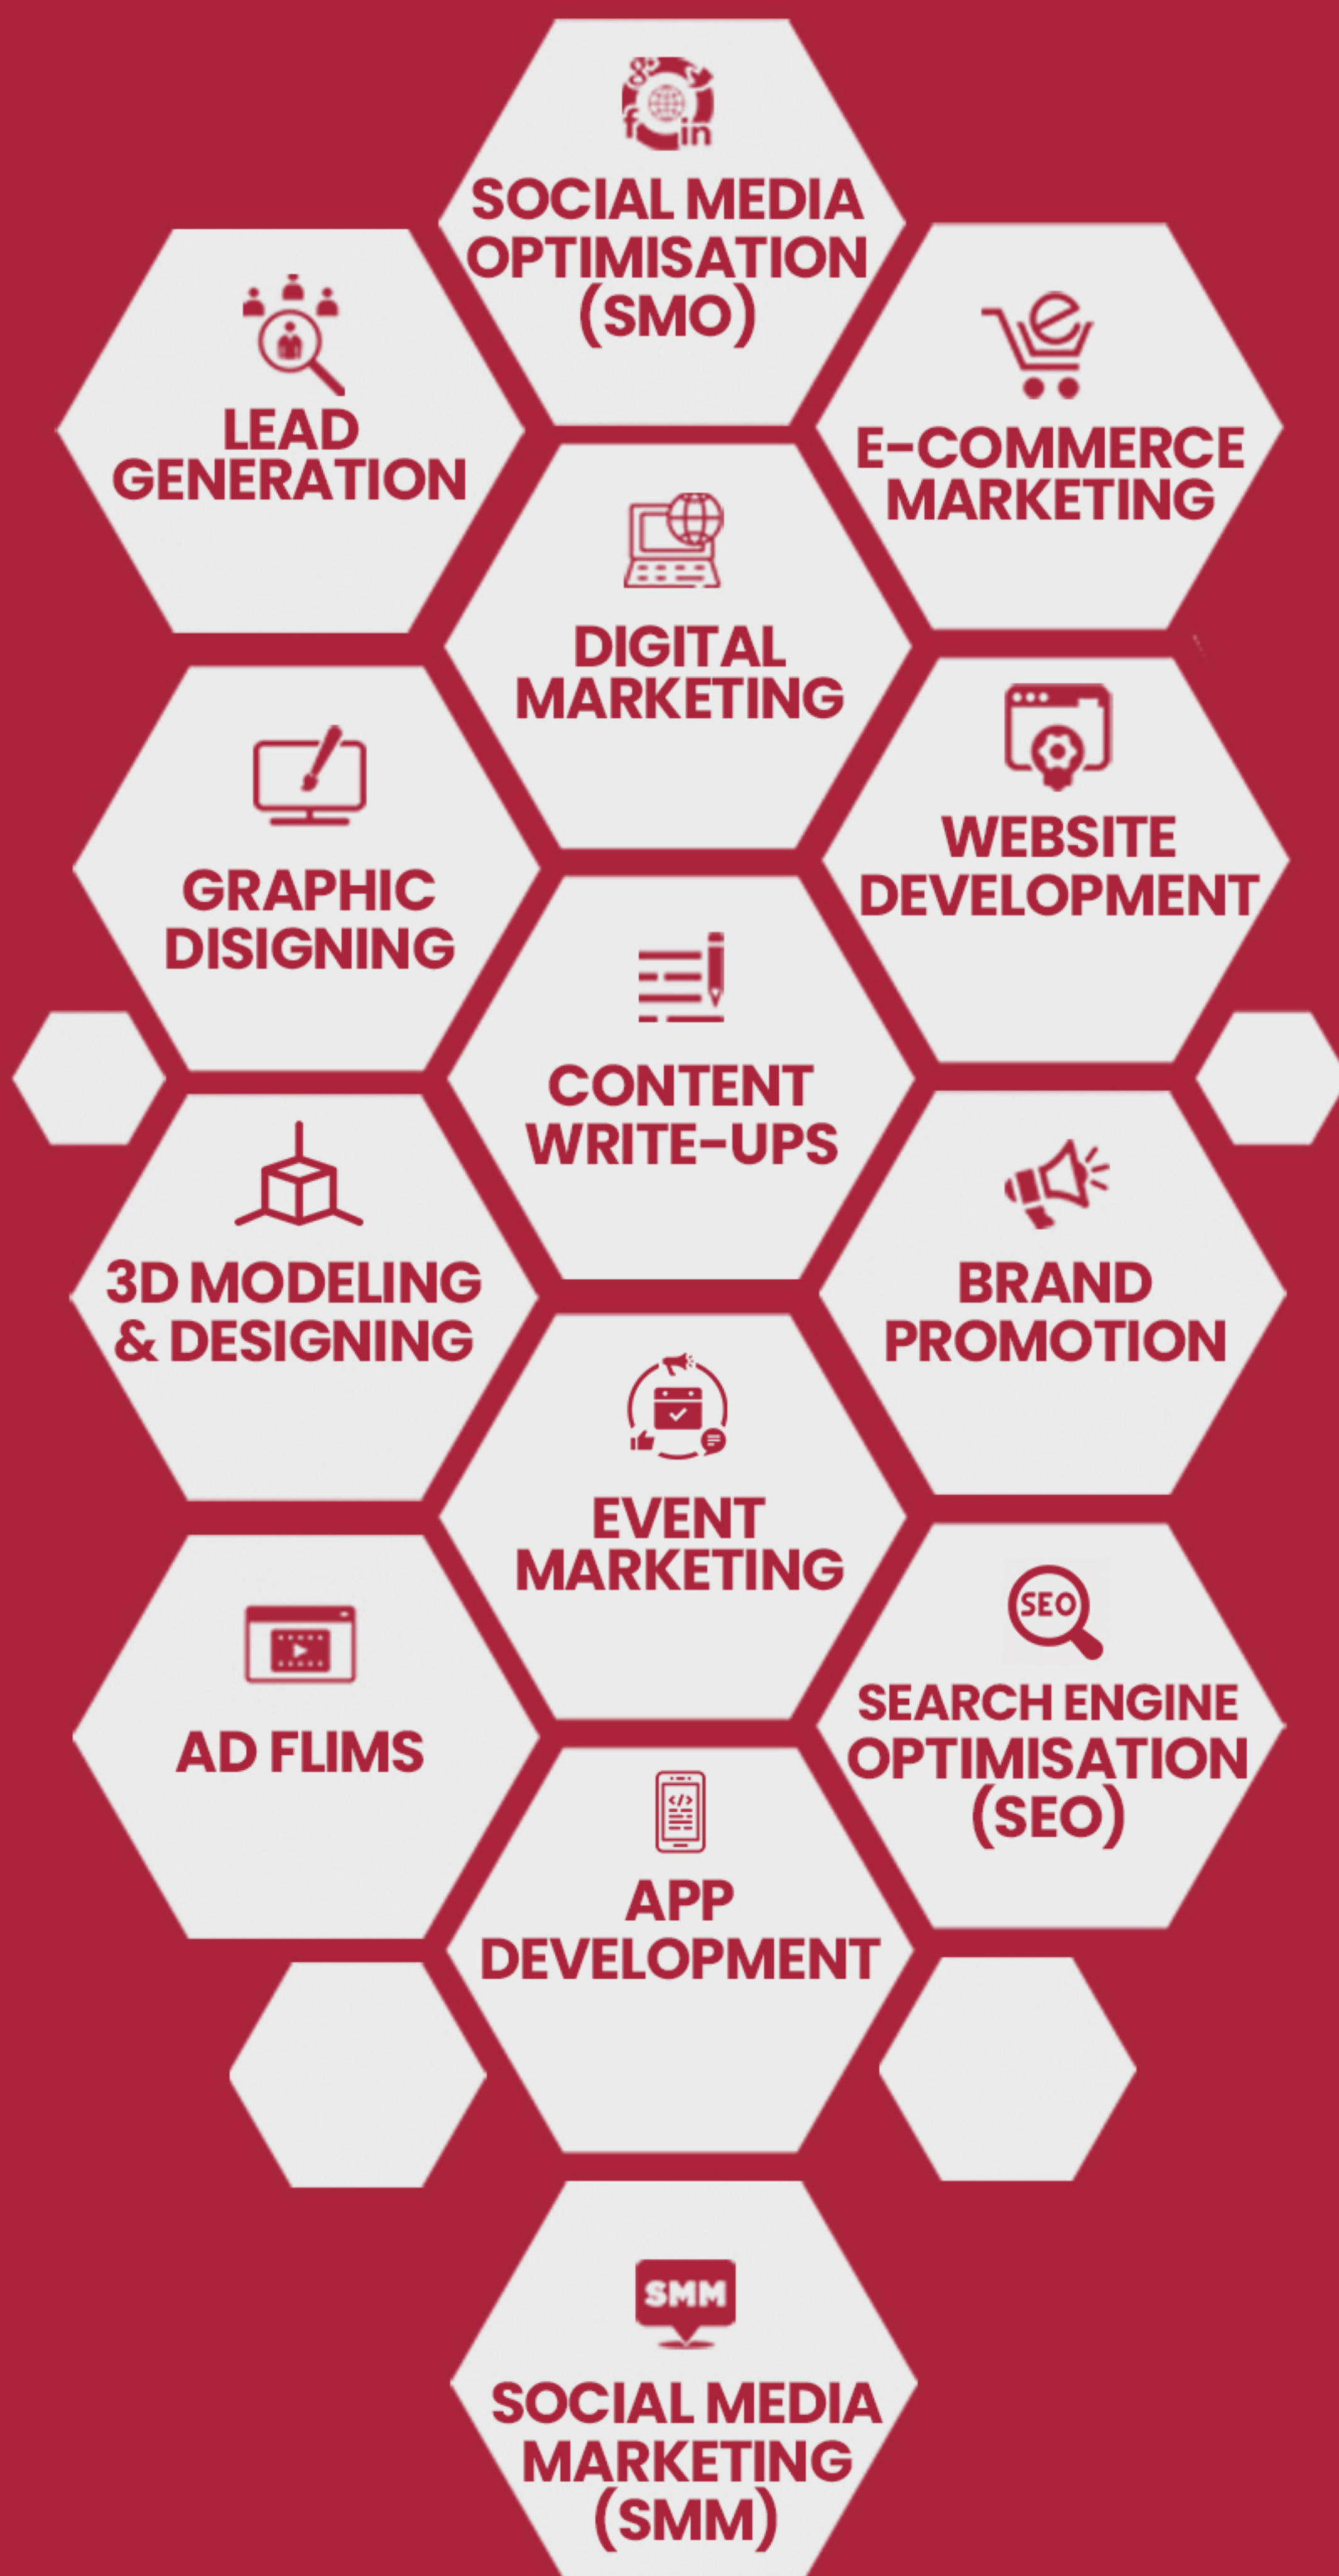 SOCIAL MEDIA
OPTIMISATION
(SMO)
LEAD
GENERATION
E-COMMERCE
MARKETING
DIGITAL
MARKETING
GRAPHIC
DISIGNING
WEBSITE
DEVELOPMENT
CONTENT
WRITE-UPS
3D MODELING
& DESIGNING
BRAND
PROMOTION
EVENT
MARKETING
AD FLIMS
SEO
SEARCH ENGINE
OPTIMISATION
(SEO)
APP
DEVELOPMENT
SMM
SOCIAL MEDIA
MARKETING
(SMM)